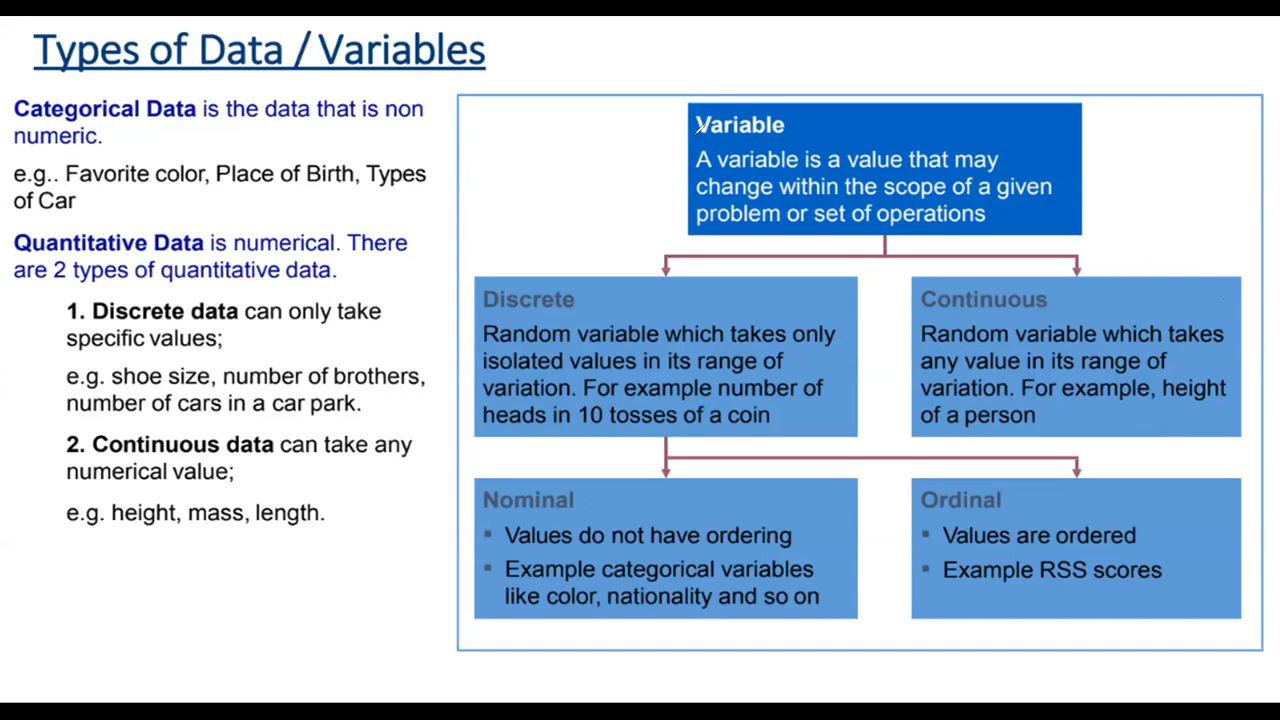 Types of Data / Variables
Categorical Data is the data that is non
numeric.
e.g.. Favorite color, Place of Birth, Types
of Car
Quantitative Data is numerical. There
are 2 types of quantitative data.
1. Discrete data can only take
specific values;
e.g. shoe size, number of brothers,
number of cars in a car park.
2. Continuous data can take any
numerical value;
e.g. height, mass, length.
Variable
A variable is a value that may
change within the scope of a given
problem or set of operations
Discrete
Random variable which takes only
isolated values in its range of
variation. For example number of
heads in 10 tosses of a coin
Continuous
Random variable which takes
any value in its range of
variation. For example, height
of a person
Nominal
▪ Values do not have ordering
▪ Example categorical variables
like color, nationality and so on
Ordinal
▪ Values are ordered
▪ Example RSS scores